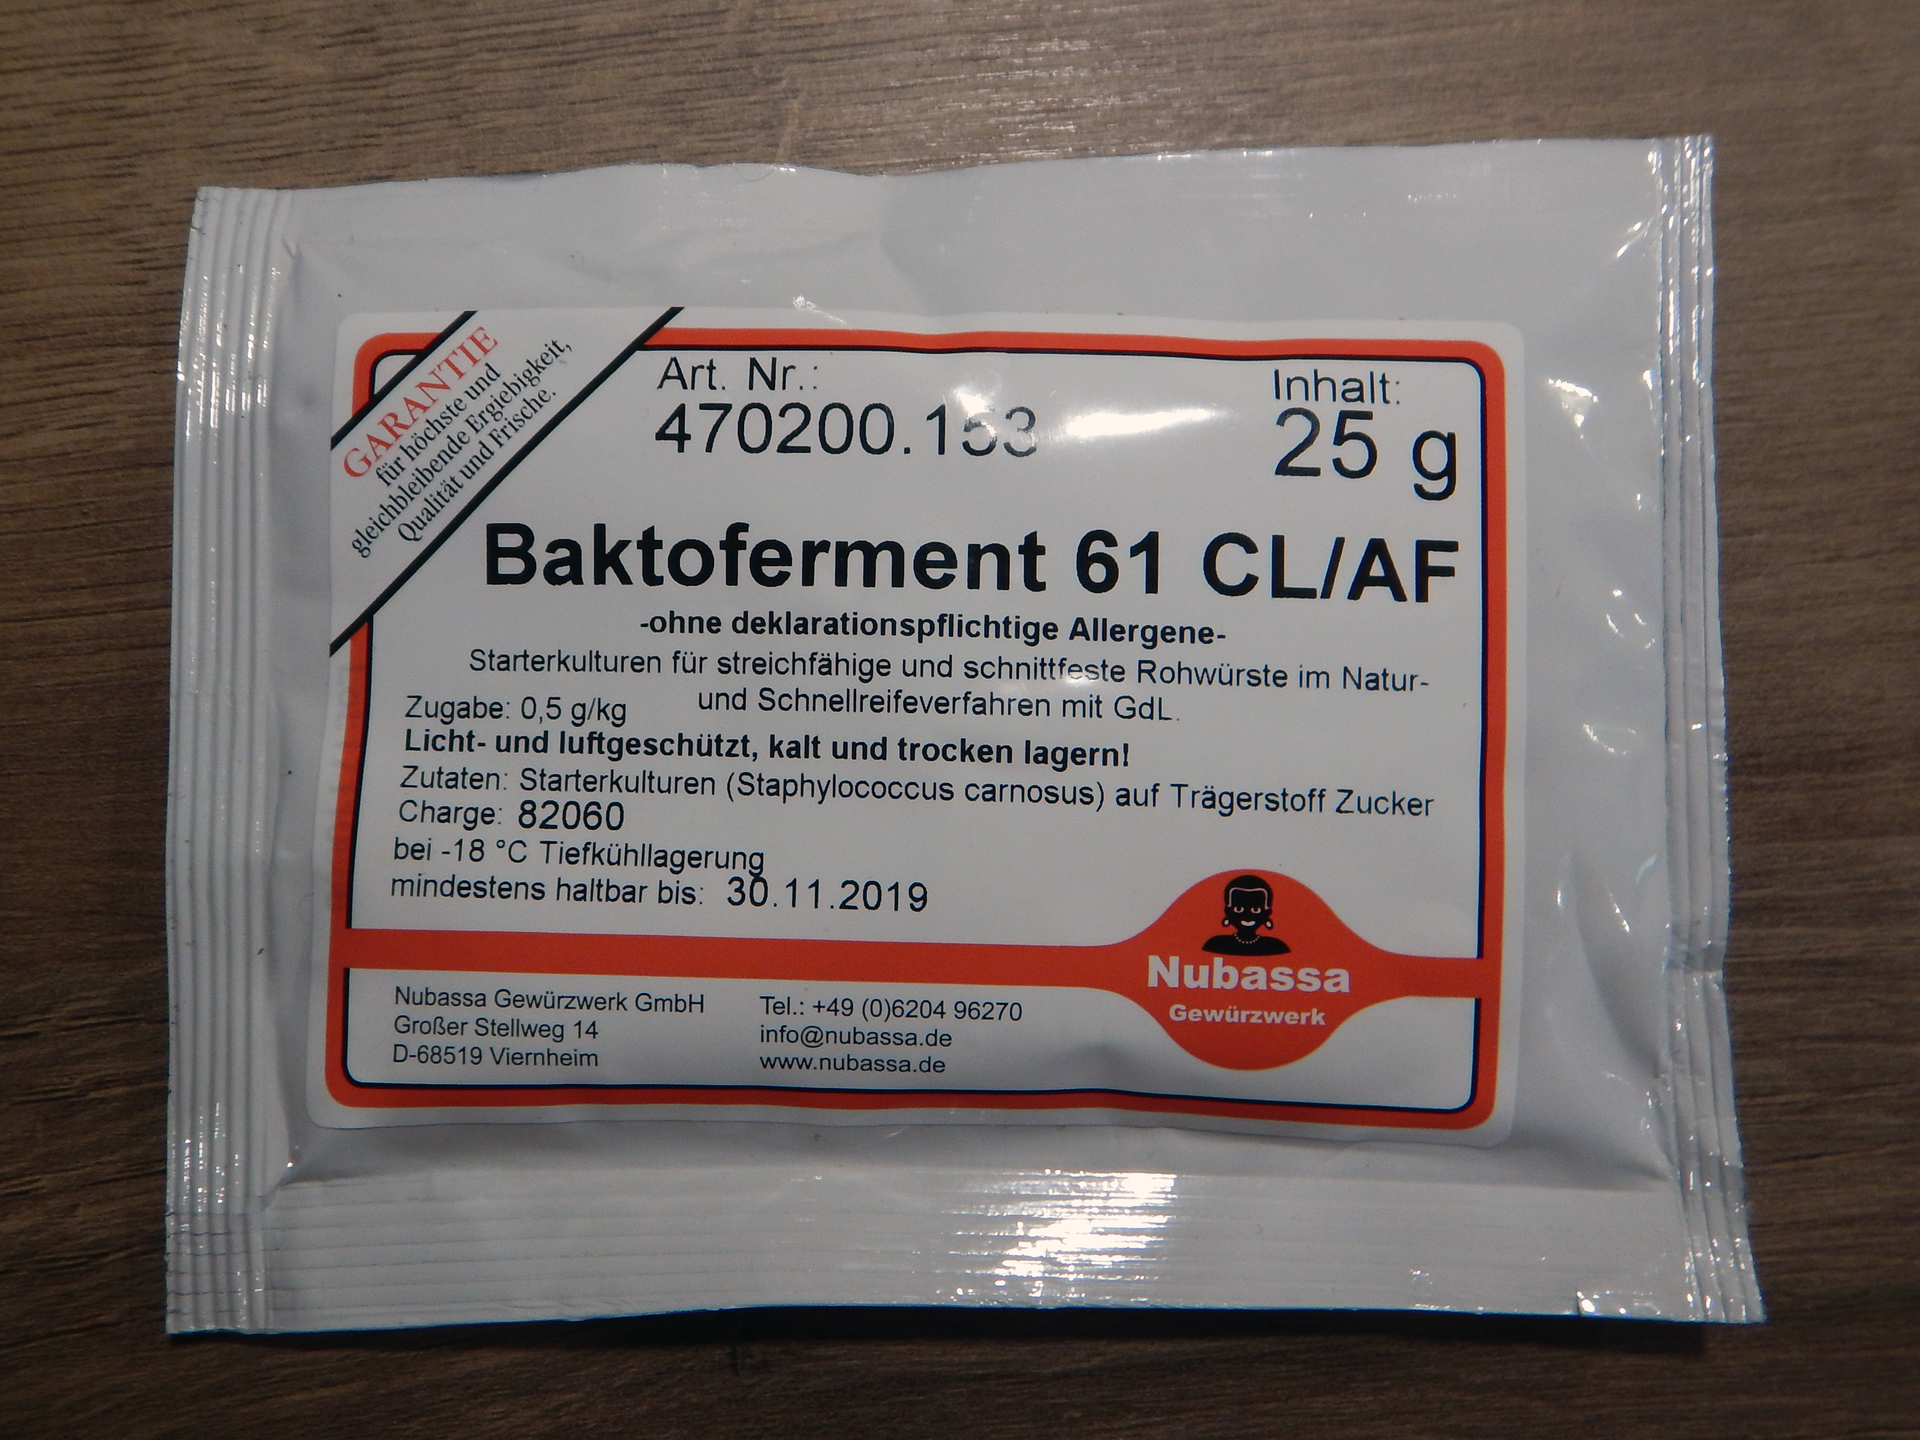 GARANTIE
für höchste und
gleichbleibende Ergiebigkeit,
Qualität und Frische.
Art. Nr.:
470200.153
Inhalt:
25 g
Baktoferment 61 CL/AF
-ohne deklarationspflichtige Allergene-
Starterkulturen für streichfähige und schnittfeste Rohwürste im Natur-
und Schnellreifeverfahren mit GdL.
Zugabe: 0,5 g/kg
Licht- und luftgeschützt, kalt und trocken lagern!
Zutaten: Starterkulturen (Staphylococcus carnosus) auf Trägerstoff Zucker
Charge: 82060
bei -18 °C Tiefkühllagerung
mindestens haltbar bis: 30.11.2019
Nubassa
Gewürzwerk
Nubassa Gewürzwerk GmbH
Großer Stellweg 14
D-68519 Viernheim
Tel.: +49 (0)6204 96270
info@nubassa.de
www.nubassa.de